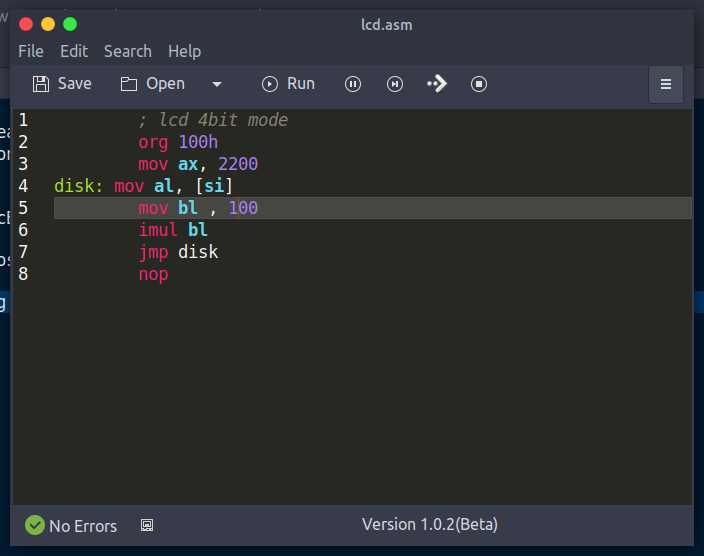 lcd.asm
File Edit Search Help
Save Open Run
1 ; lcd 4bit mode
2 org 100h
3 mov ax, 2200
4 disk: mov al, [si]
5 mov bl , 100
6 imul bl
7 jmp disk
8 nop
No Errors Version 1.0.2(Beta)